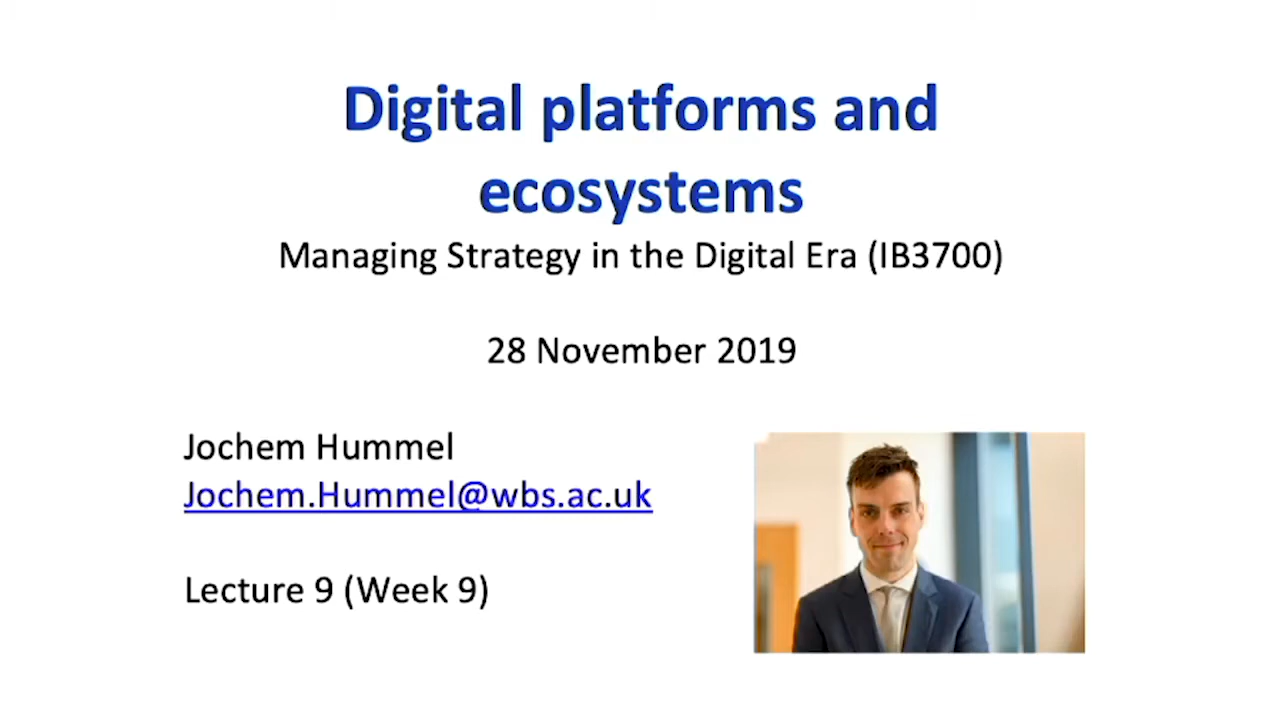 Digital platforms and
ecosystems
Managing Strategy in the Digital Era (IB3700)
28 November 2019
Jochem Hummel
Jochem.Hummel@wbs.ac.uk
Lecture 9 (Week 9)